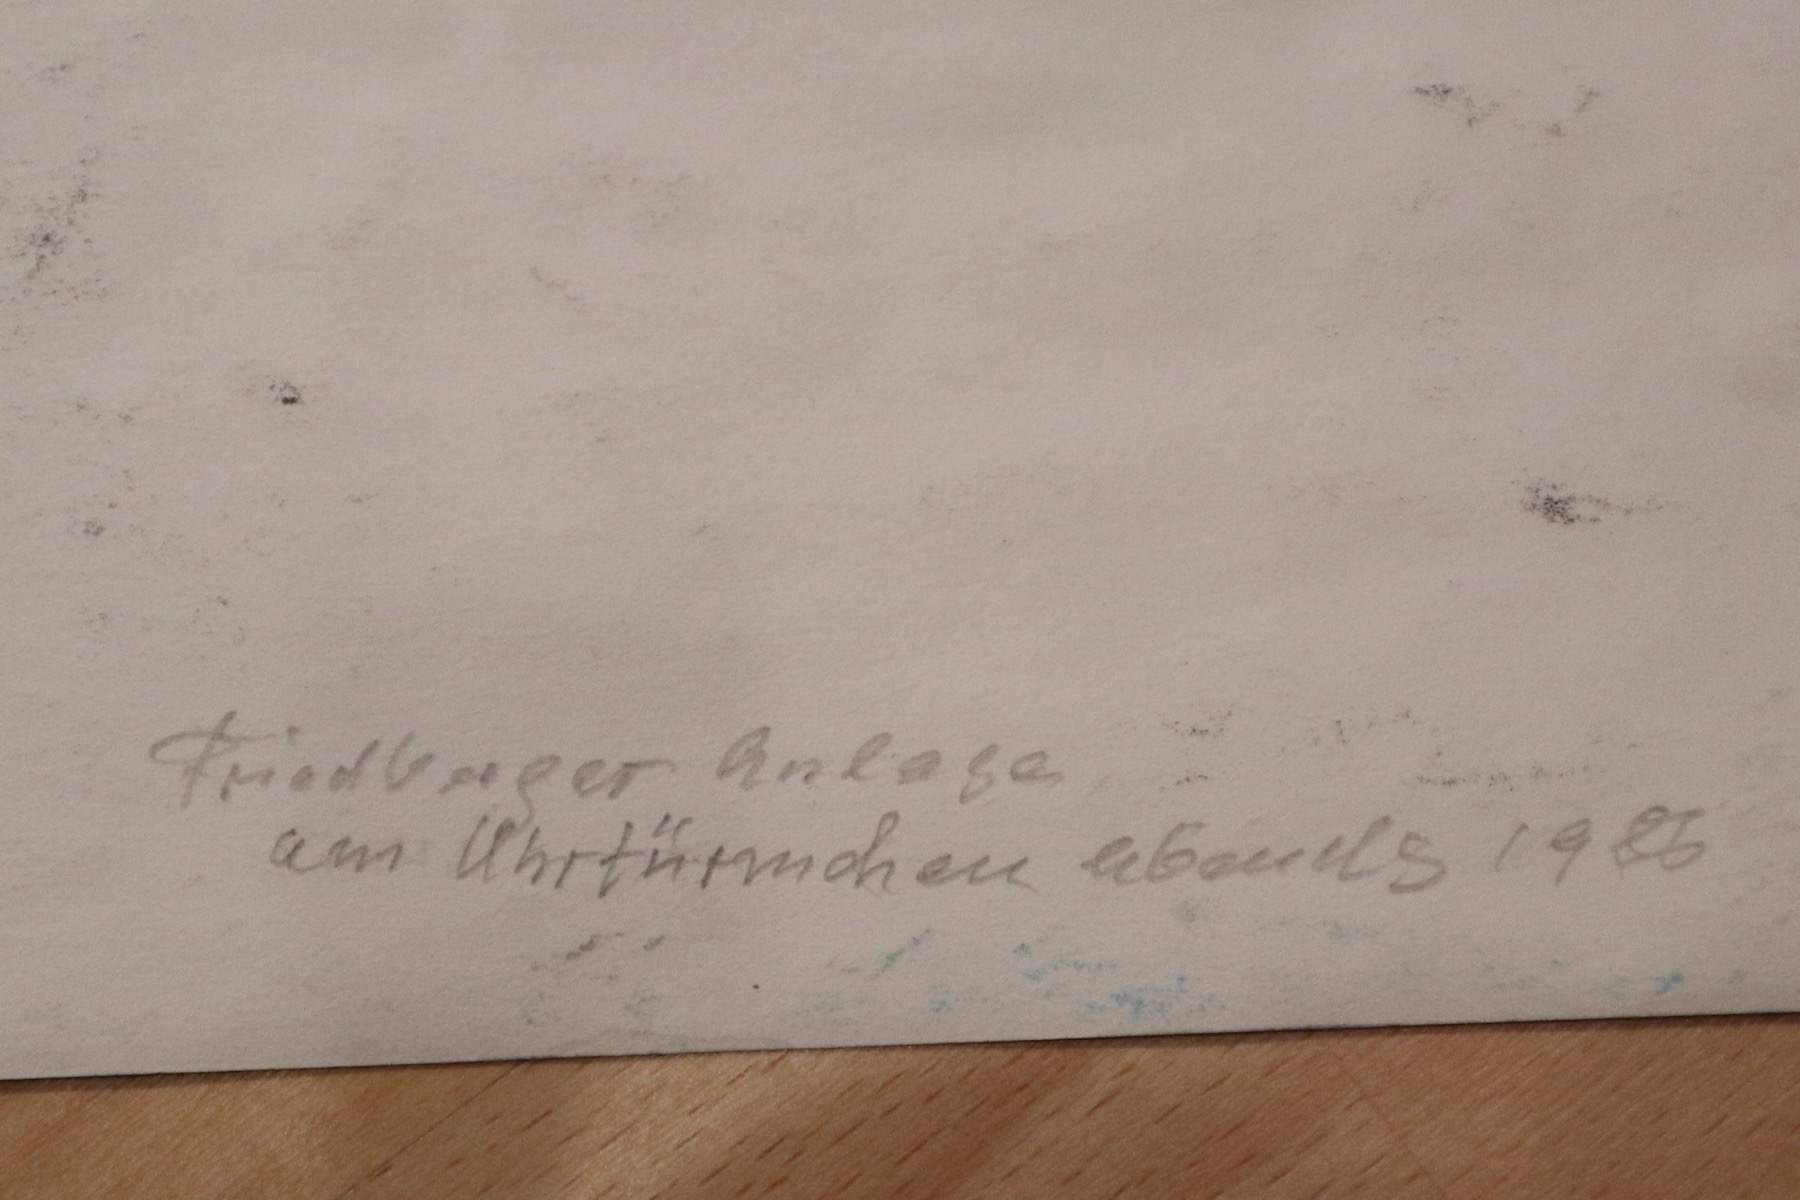 Friedberger Anlage
am Uhrtürmchen abends 1986